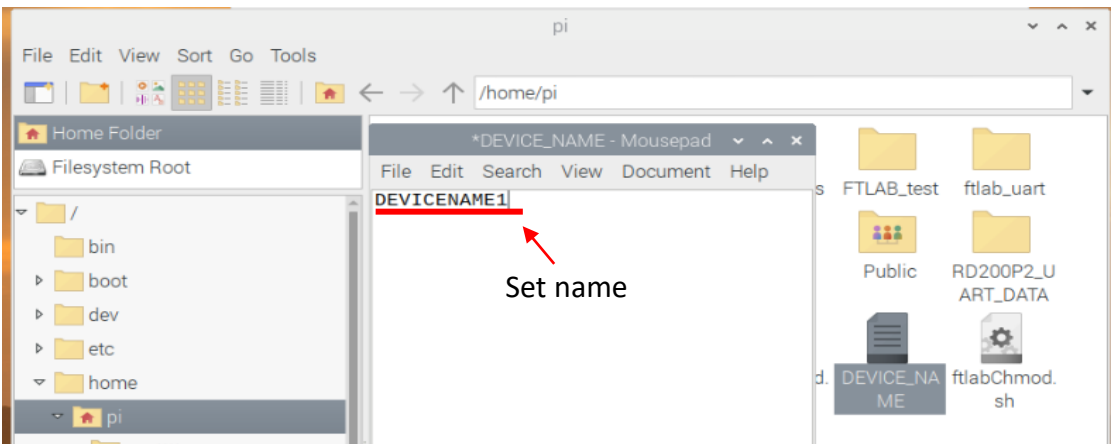 pi
File Edit View Sort Go Tools
/home/pi
Home Folder
Filesystem Root
/
bin
boot
dev
etc
home
pi
*DEVICE_NAME - Mousepad
File Edit Search View Document Help
DEVICENAME1
Set name
s
FTLAB_test
ftlab_uart
Public
RD200P2_U
ART_DATA
d.
DEVICE_NA
ME
ftlabChmod.
sh